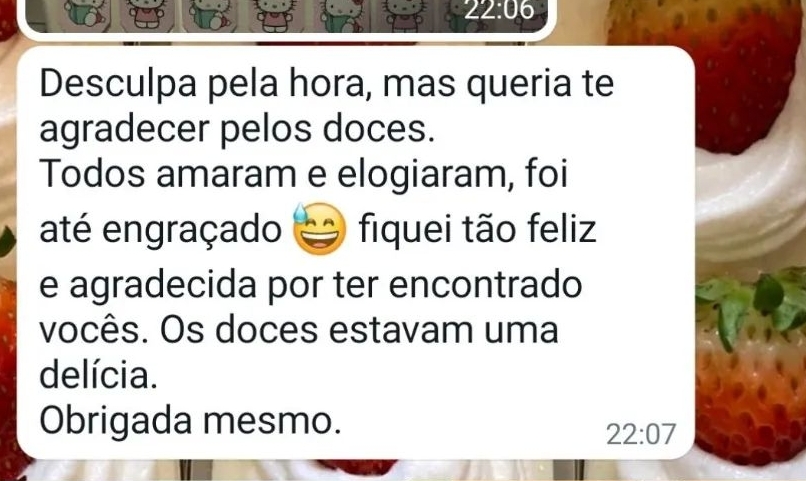 22:06
Desculpa pela hora, mas queria te
agradecer pelos doces.
Todos amaram e elogiaram, foi
até engraçado 😅 fiquei tão feliz
e agradecida por ter encontrado
vocês. Os doces estavam uma
delícia.
Obrigada mesmo.
22:07